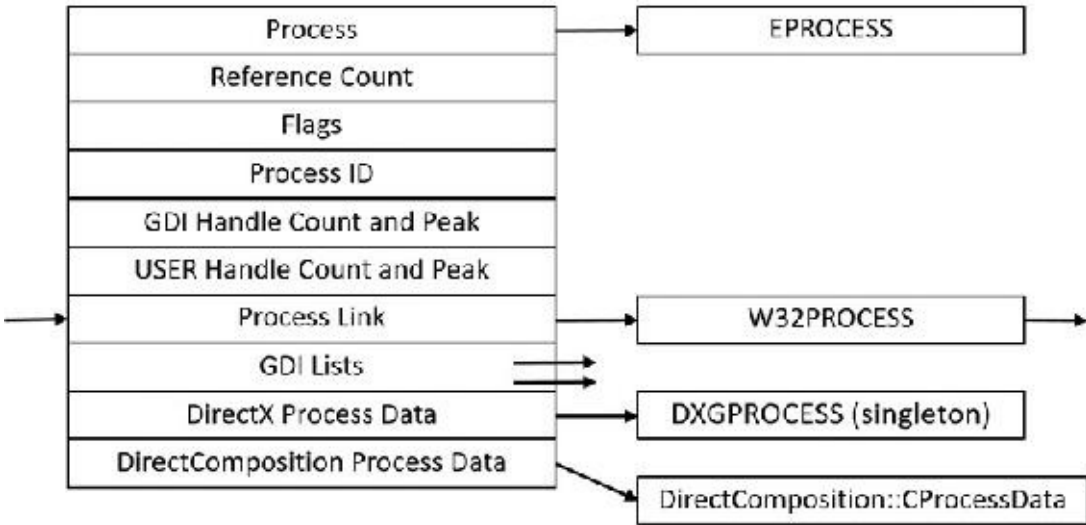 Process
EPROCESS
Reference Count
Flags
Process ID
GDI Handle Count and Peak
USER Handle Count and Peak
Process Link
W32PROCESS
GDI Lists
DirectX Process Data
DXGPROCESS (singleton)
DirectComposition Process Data
DirectComposition::CProcessData